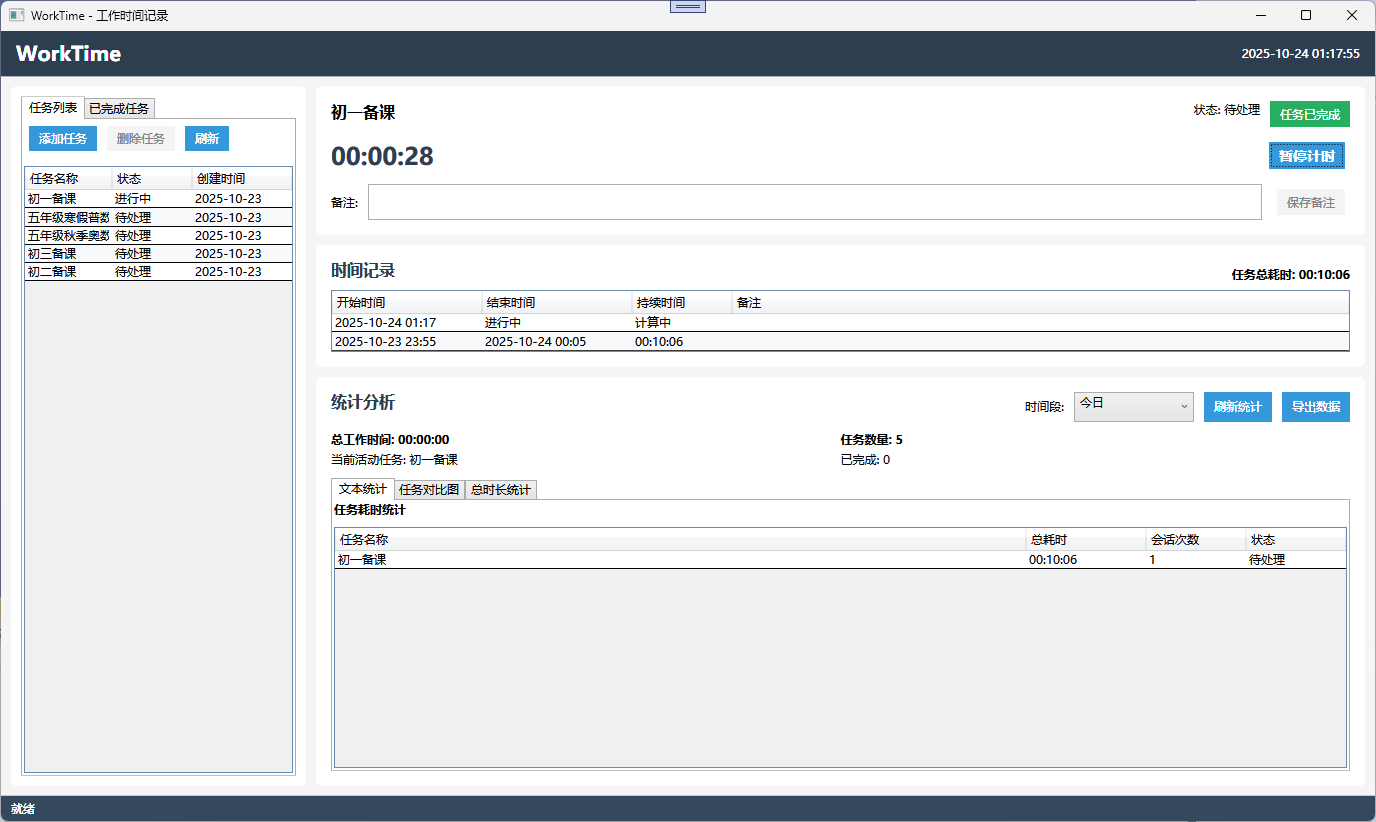 WorkTime - 工作时间记录
WorkTime
2025-10-24 01:17:55
任务列表 已完成任务
添加任务 删除任务 刷新
任务名称 状态 创建时间
初一备课 进行中 2025-10-23
五年级寒假普数 待处理 2025-10-23
五年级秋季奥数 待处理 2025-10-23
初三备课 待处理 2025-10-23
初二备课 待处理 2025-10-23
初一备课
状态: 待处理 任务已完成
00:00:28
暂停计时
备注:
保存备注
时间记录
任务总耗时: 00:10:06
开始时间 结束时间 持续时间 备注
2025-10-24 01:17 进行中 计算中
2025-10-23 23:55 2025-10-24 00:05 00:10:06
统计分析
时间段: 今日 刷新统计 导出数据
总工作时间: 00:00:00 任务数量: 5
当前活动任务: 初一备课 已完成: 0
文本统计 任务对比图 总时长统计
任务耗时统计
任务名称 总耗时 会话次数 状态
初一备课 00:10:06 1 待处理
就绪